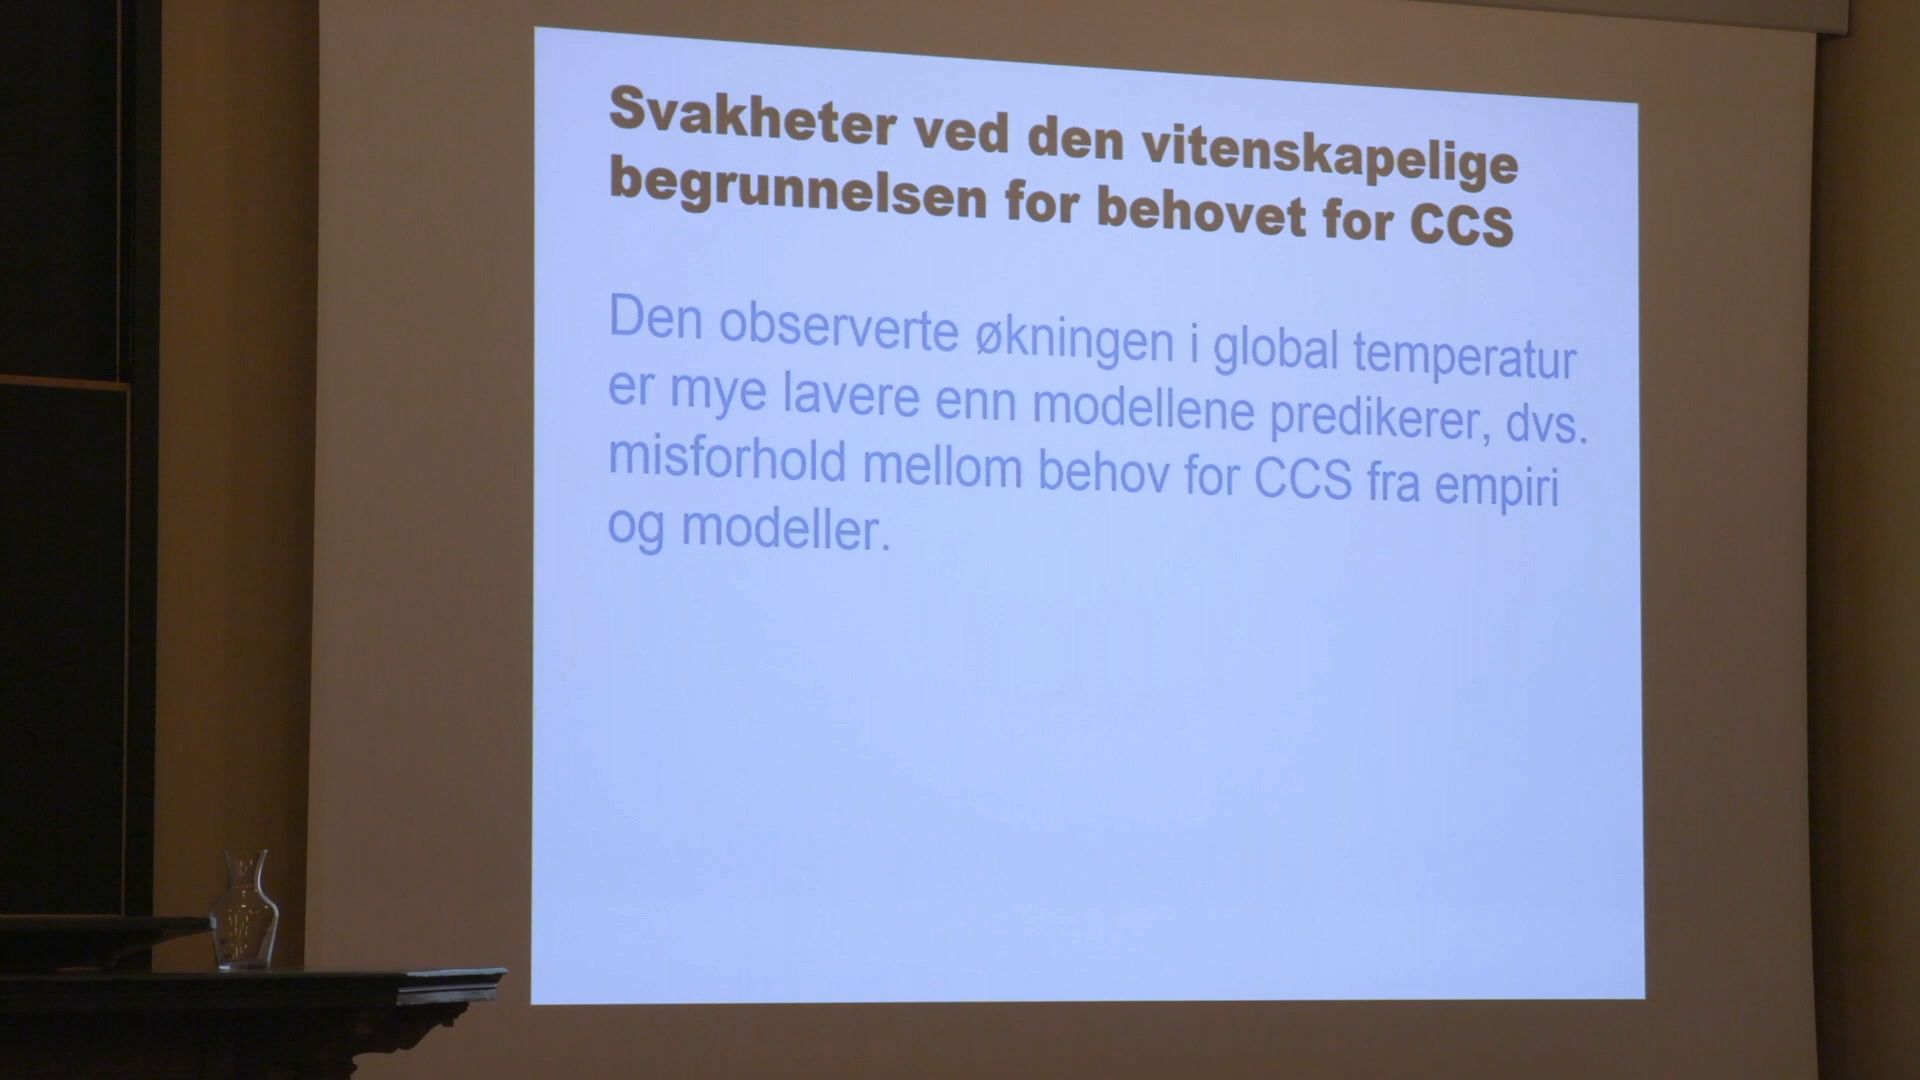 Svakheter ved den vitenskapelige
begrunnelsen for behovet for CCS
Den observerte økningen i global temperatur
er mye lavere enn modellene predikerer, dvs.
misforhold mellom behov for CCS fra empiri
og modeller.